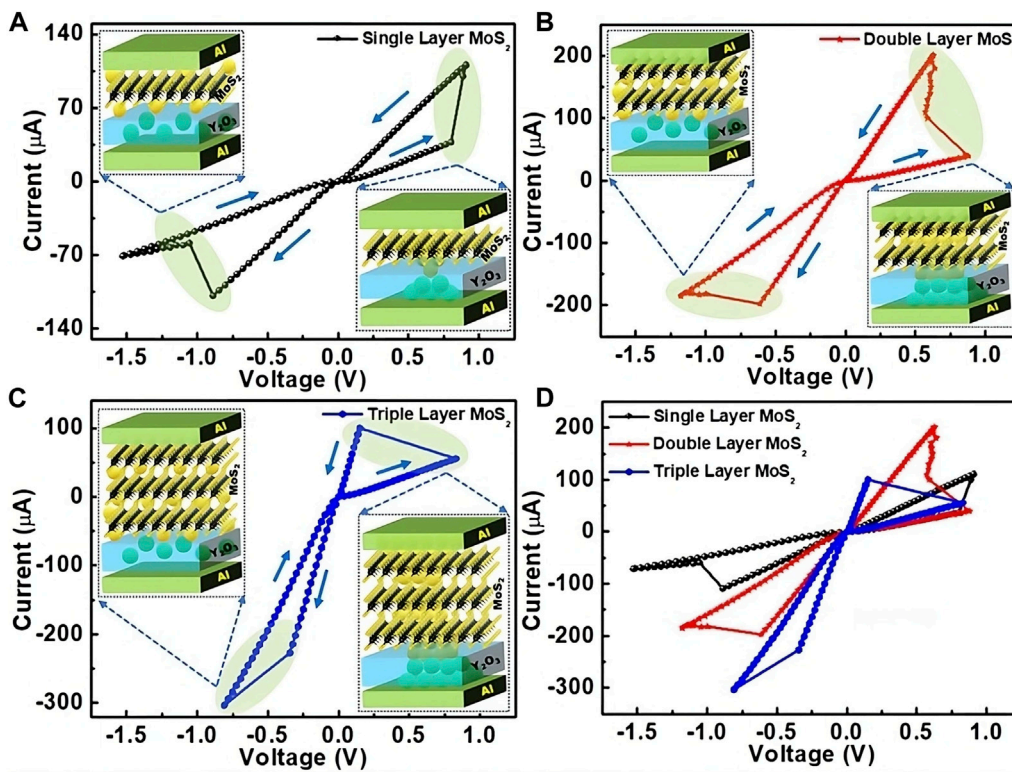 A
Single Layer MoS₂
Current (μA)
140
70
0
-70
-140
-1.5 -1.0 -0.5 0.0 0.5 1.0
Voltage (V)
Al
MoS₂
Y₂O₃
Al
Al
MoS₂
Y₂O₃
Al
B
Double Layer MoS
Current (μA)
200
100
0
-100
-200
-1.5 -1.0 -0.5 0.0 0.5 1.0
Voltage (V)
Al
MoS₂
Y₂O₃
Al
Al
MoS₂
Y₂O₃
Al
C
Triple Layer MoS₂
Current (μA)
100
0
-100
-200
-300
-1.5 -1.0 -0.5 0.0 0.5 1.0
Voltage (V)
Al
MoS₂
Y₂O₃
Al
Al
MoS₂
Y₂O₃
Al
D
Single Layer MoS₂
Double Layer MoS₂
Triple Layer MoS₂
Current (μA)
200
100
0
-100
-200
-300
-1.5 -1.0 -0.5 0.0 0.5 1.0
Voltage (V)